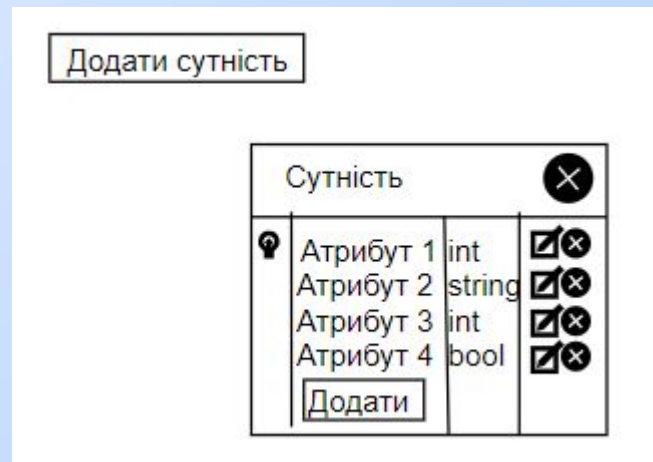 Додати сутність
Сутність
Атрибут 1 int
Атрибут 2 string
Атрибут 3 int
Атрибут 4 bool
Додати